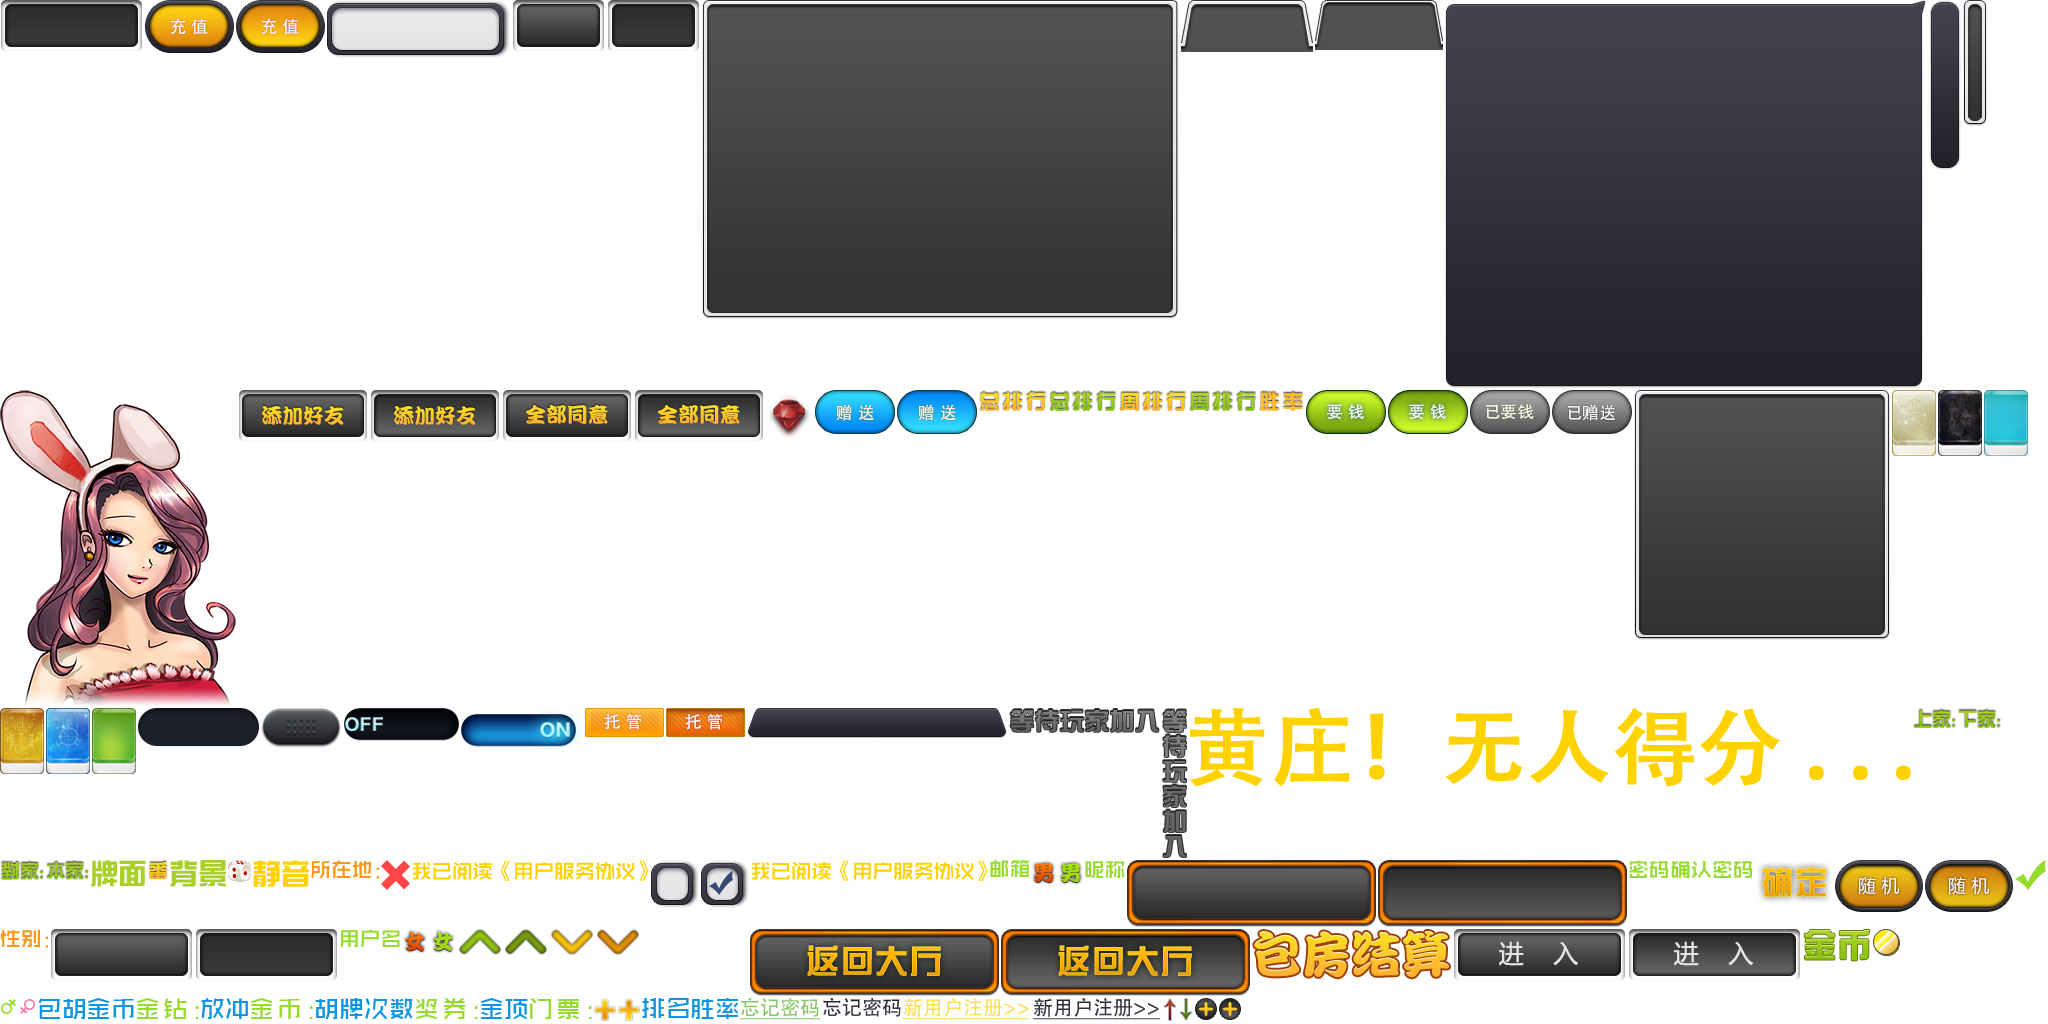 充 值 充 值
添加好友 添加好友 全部同意 全部同意 赠 送 赠 送 总排行总排行周排行周排行胜率 要 钱 要 钱 已要钱 已赠送
OFF ON 托 管 托 管 等待玩家加入 等待玩家加入 黄庄！无人得分... 上家: 下家:
对家: 本家: 牌面 番 背景 静音 所在地: 我已阅读《用户服务协议》 我已阅读《用户服务协议》 邮箱 男 男 昵称 密码确认密码 确定 随 机 随 机
性别: 用户名 女 女 返回大厅 返回大厅 包房结算 进 入 进 入 金币
包胡金币金 钻 :放冲金 币 :胡牌次数奖 券 :金顶门 票 : 排名胜率忘记密码忘记密码新用户注册>> 新用户注册>>